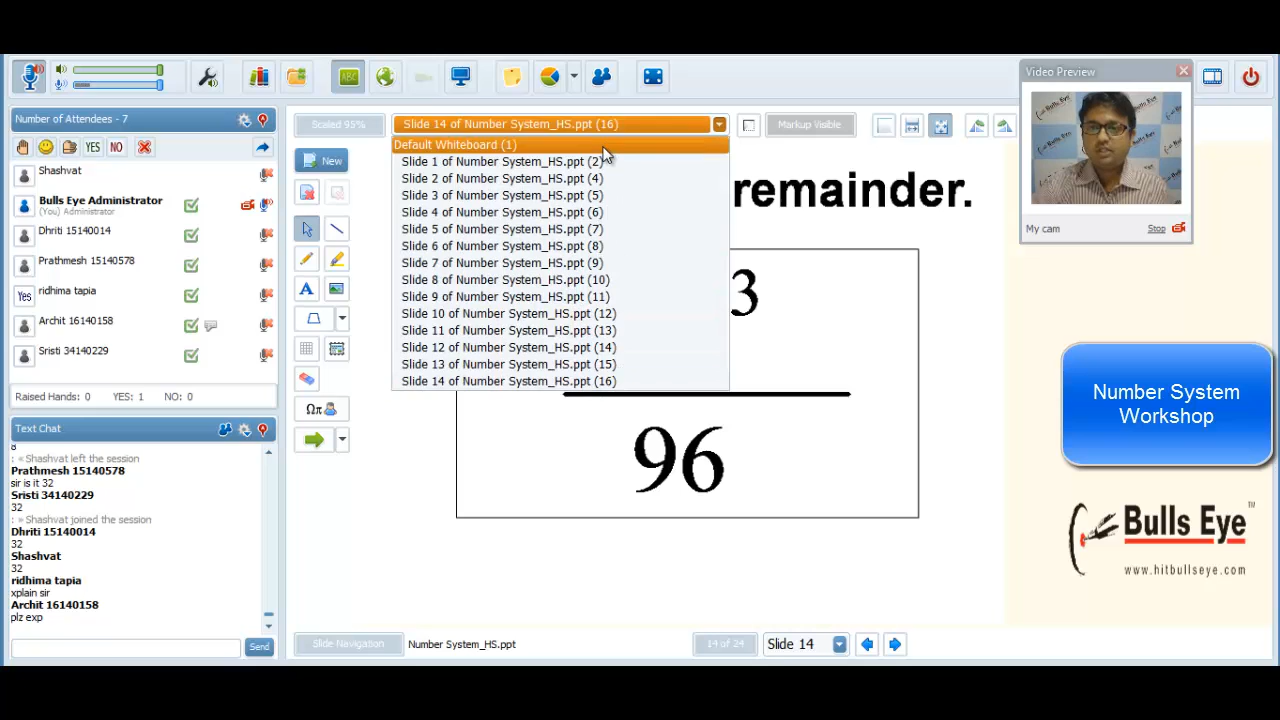 Video Preview
My cam
Stop
Number of Attendees - 7
YES
NO
Shashvat
Bulls Eye Administrator
(You) Administrator
Dhriti 15140014
Prathmesh 15140578
Yes
ridhima tapia
Archit 16140158
Sristi 34140229
Raised Hands: 0 YES: 1 NO: 0
Text Chat
: « Shashvat left the session
Prathmesh 15140578
sir is it 32
Sristi 34140229
32
: » Shashvat joined the session
Dhriti 15140014
32
Shashvat
32
ridhima tapia
xplain sir
Archit 16140158
plz exp
Send
ABC
Scaled 95%
Slide 14 of Number System_HS.ppt (16)
Markup Visible
New
A
Ωπ
Default Whiteboard (1)
Slide 1 of Number System_HS.ppt (2)
Slide 2 of Number System_HS.ppt (4)
Slide 3 of Number System_HS.ppt (5)
Slide 4 of Number System_HS.ppt (6)
Slide 5 of Number System_HS.ppt (7)
Slide 6 of Number System_HS.ppt (8)
Slide 7 of Number System_HS.ppt (9)
Slide 8 of Number System_HS.ppt (10)
Slide 9 of Number System_HS.ppt (11)
Slide 10 of Number System_HS.ppt (12)
Slide 11 of Number System_HS.ppt (13)
Slide 12 of Number System_HS.ppt (14)
Slide 13 of Number System_HS.ppt (15)
Slide 14 of Number System_HS.ppt (16)
remainder.
3
96
Number System
Workshop
Bulls Eye
TM
www.hitbullseye.com
Slide Navigation
Number System_HS.ppt
14 of 24
Slide 14